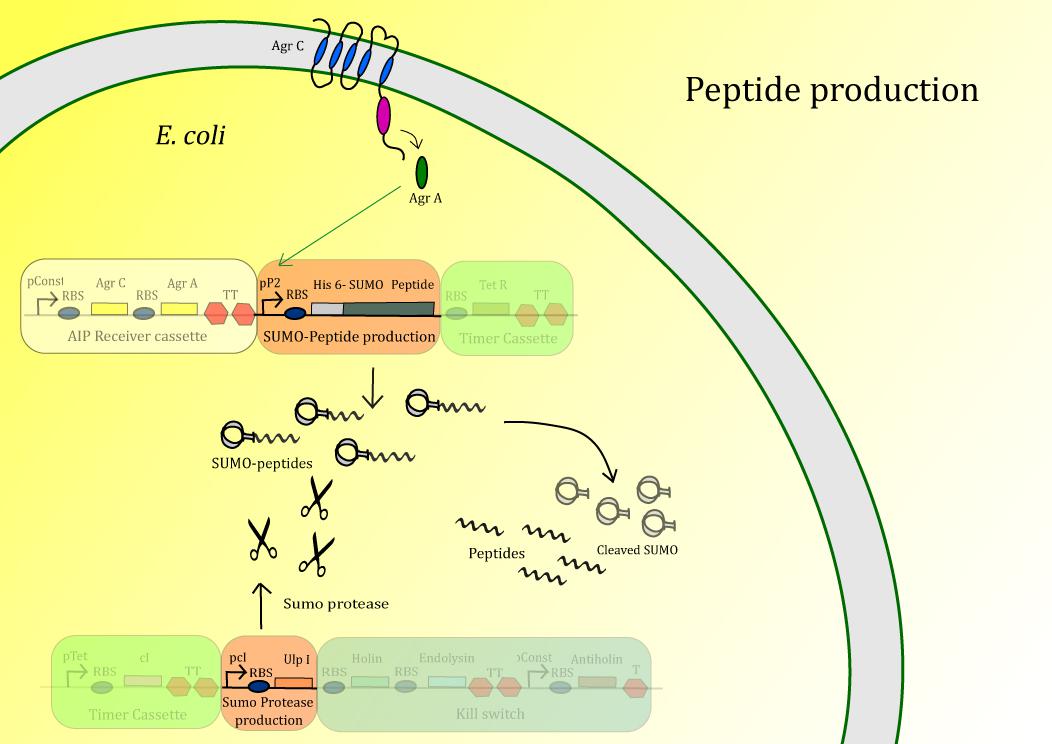 Agr C
Peptide production
E. coli
Agr A
pConst
RBS
Agr C
RBS
Agr A
TT
AIP Receiver cassette
pP2
RBS
His 6- SUMO
Peptide
SUMO-Peptide production
RBS
Tet R
TT
Timer Cassette
SUMO-peptides
Peptides
Cleaved SUMO
Sumo protease
pTet
RBS
cI
TT
Timer Cassette
pcI
RBS
Ulp I
Sumo Protease
production
RBS
Holin
RBS
Endolysin
TT
pConst
RBS
Antiholin
T
Kill switch